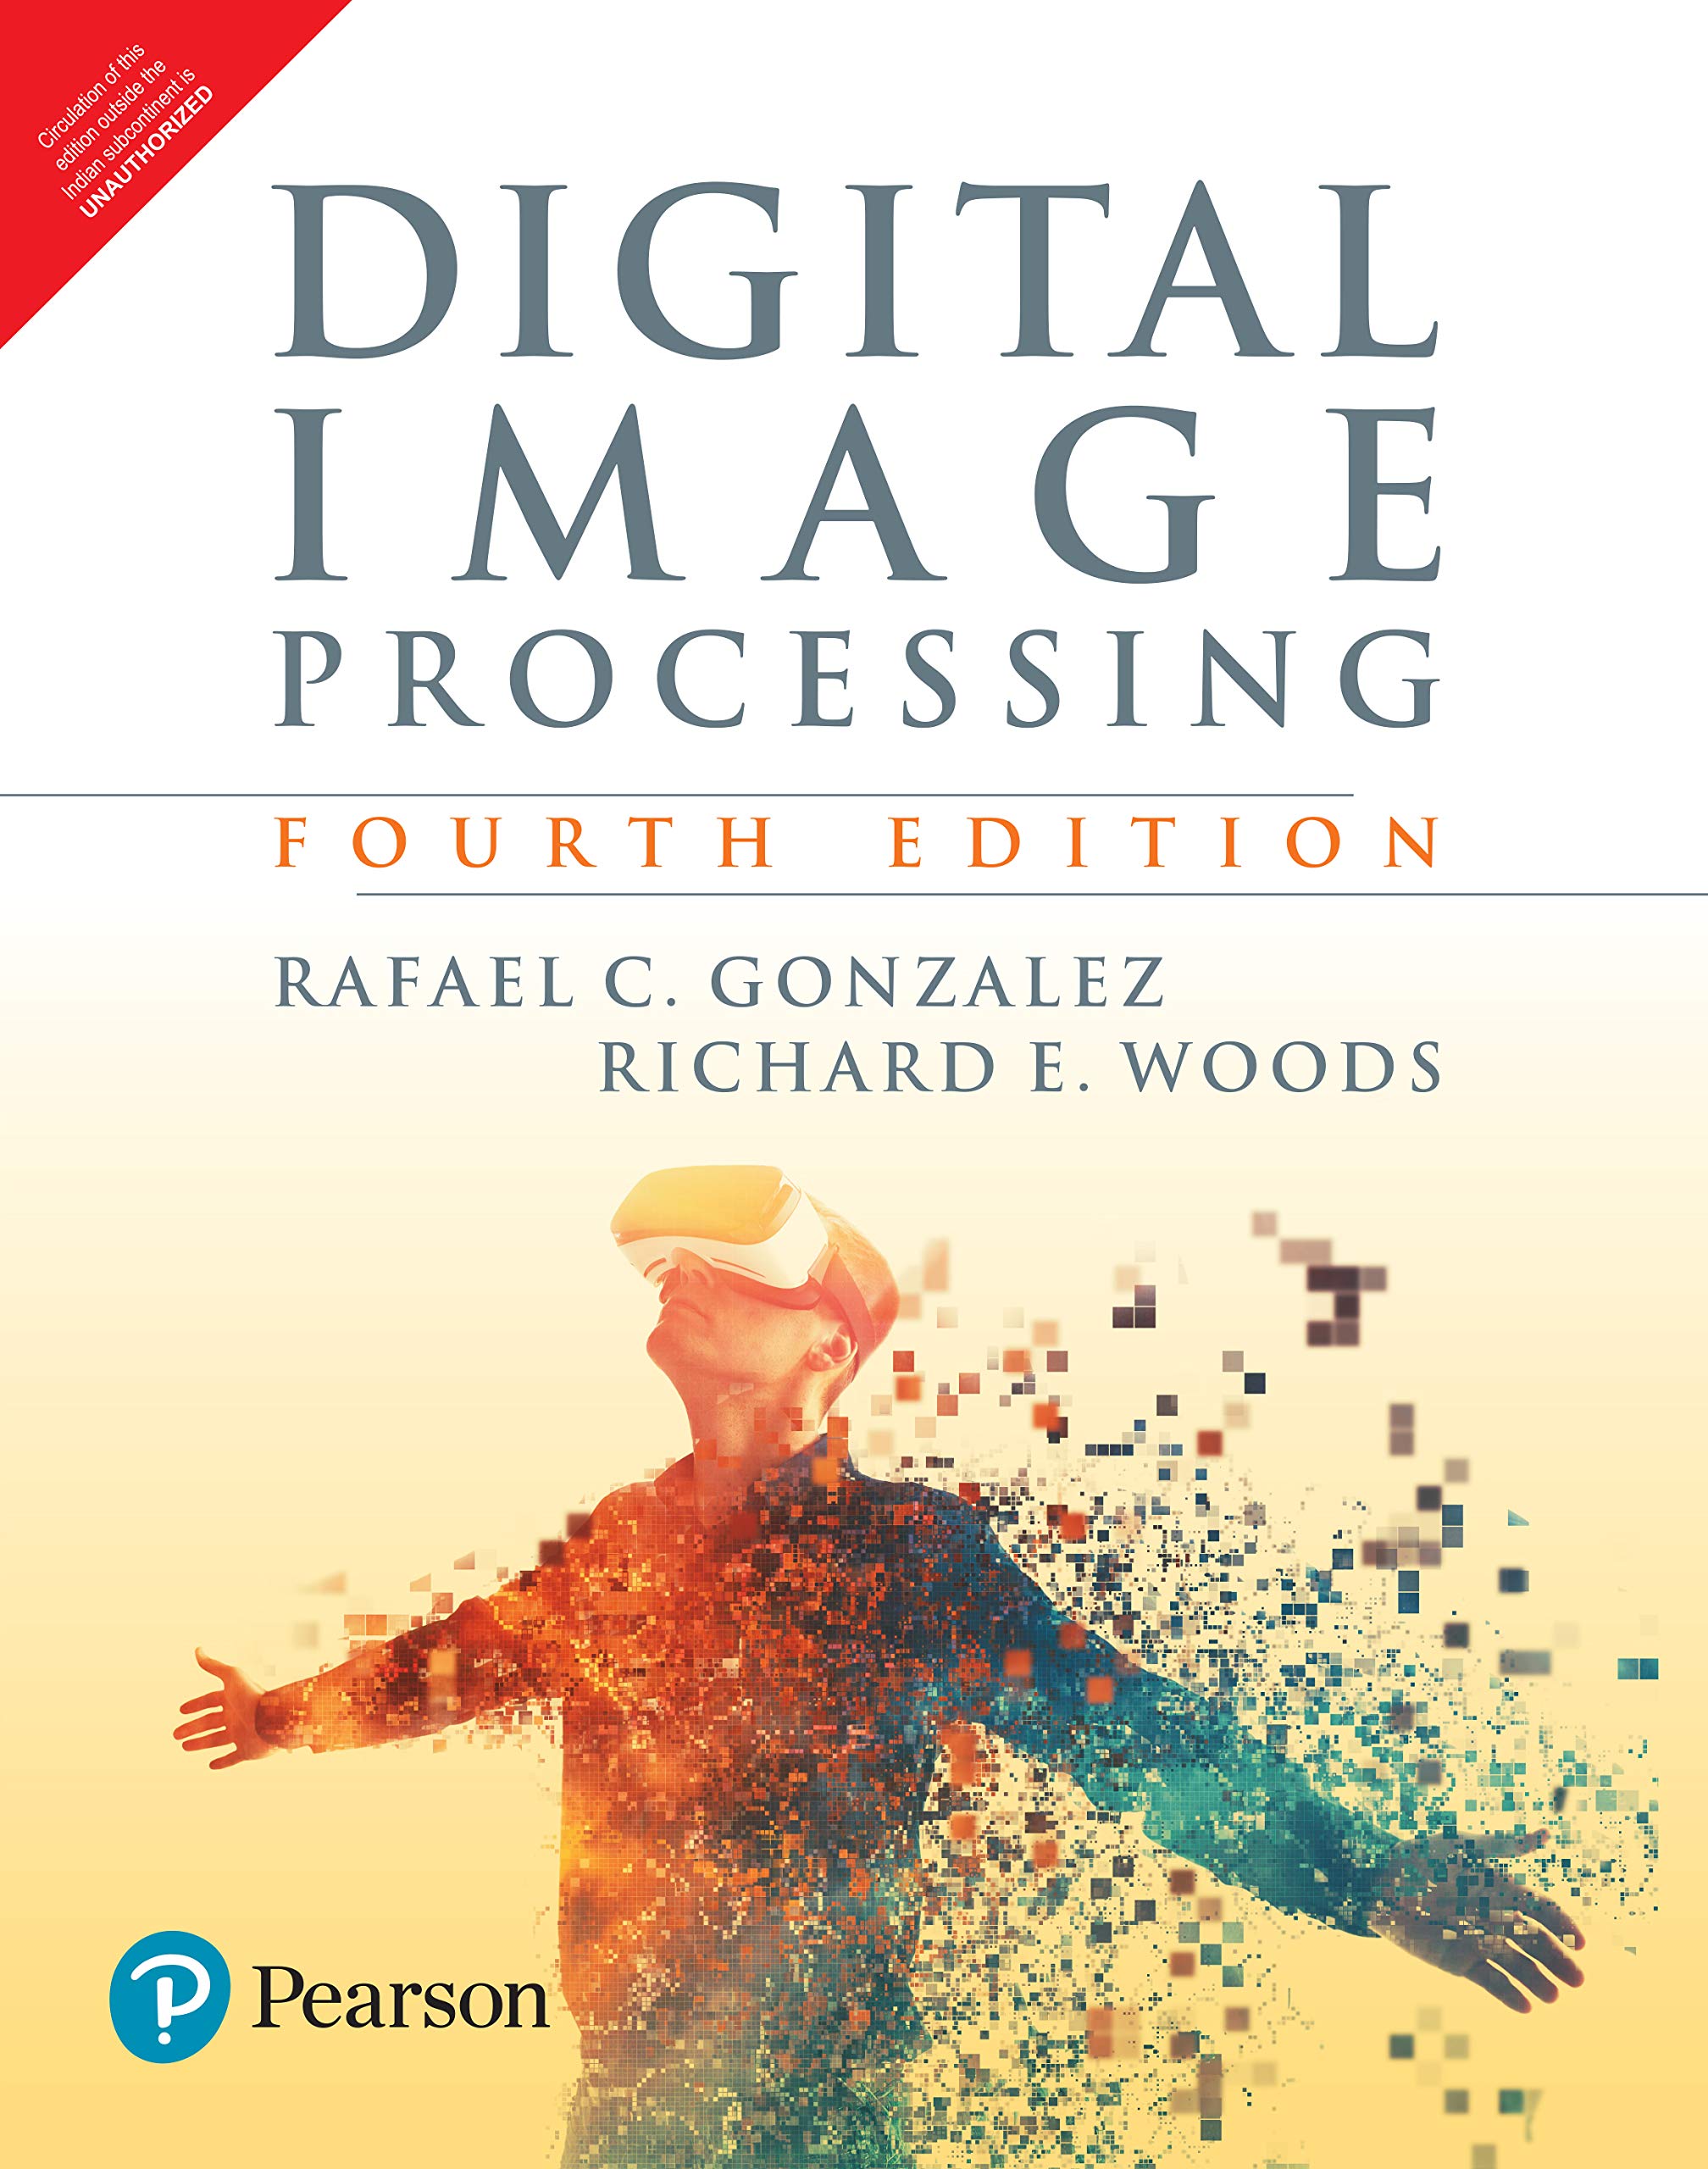 Circulation of this
edition outside the
Indian subcontinent is
UNAUTHORIZED
DIGITAL
IMAGE
PROCESSING
FOURTH EDITION
RAFAEL C. GONZALEZ
RICHARD E. WOODS
P
Pearson